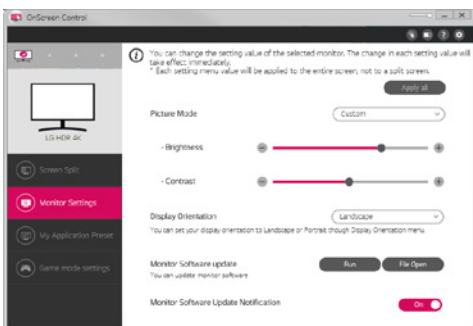 OnScreen Control
You can change the setting value of the selected monitor. The change in each setting value will
take effect immediately.
* Each setting menu value will be applied to the entire screen, not to a split screen.
Apply all
LG HDR 4K
Screen Split
Monitor Settings
My Application Preset
Game mode settings
Picture Mode
Custom
- Brightness
- Contrast
Display Orientation
Landscape
You can set your display orientation to Landscape or Portrait though Display Orientation menu.
Monitor Software update
Run
File Open
You can update monitor software
Monitor Software Update Notification
On